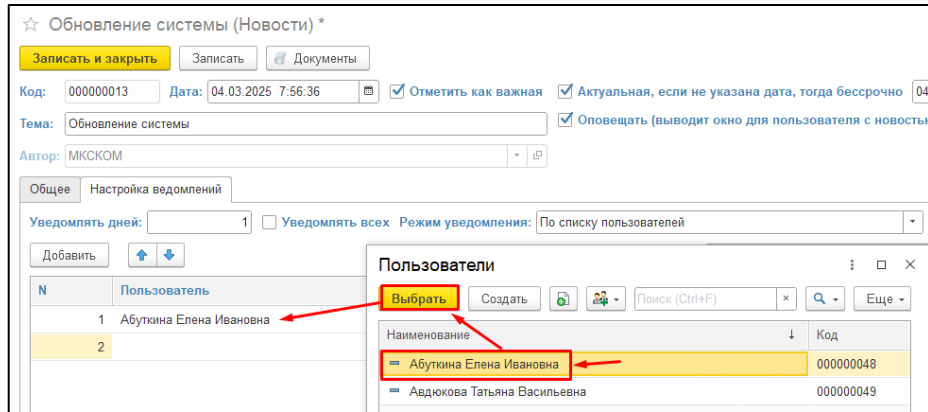 Обновление системы (Новости) *
Записать и закрыть Записать Документы
Код: 000000013 Дата: 04.03.2025 7:56:36 Отметить как важная Актуальная, если не указана дата, тогда бессрочно 04
Тема: Обновление системы Оповещать (выводит окно для пользователя с новостью
Автор: МКСКОМ
Общее Настройка ведомлений
Уведомлять дней: 1 Уведомлять всех Режим уведомления: По списку пользователей
Добавить
N Пользователь
1 Абуткина Елена Ивановна
2
Пользователи
Выбрать Создать Поиск (Ctrl+F) × Еще
Наименование ↓ Код
Абуткина Елена Ивановна 000000048
Авдюкова Татьяна Васильевна 000000049